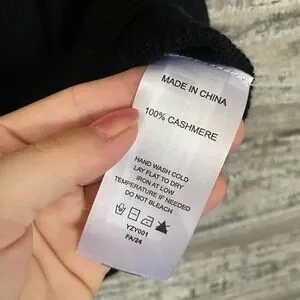 MADE IN CHINA
100% CASHMERE
HAND WASH COLD
LAY FLAT TO DRY
IRON AT LOW
TEMPERATURE IF NEEDED
DO NOT BLEACH
YZY001
FA/24